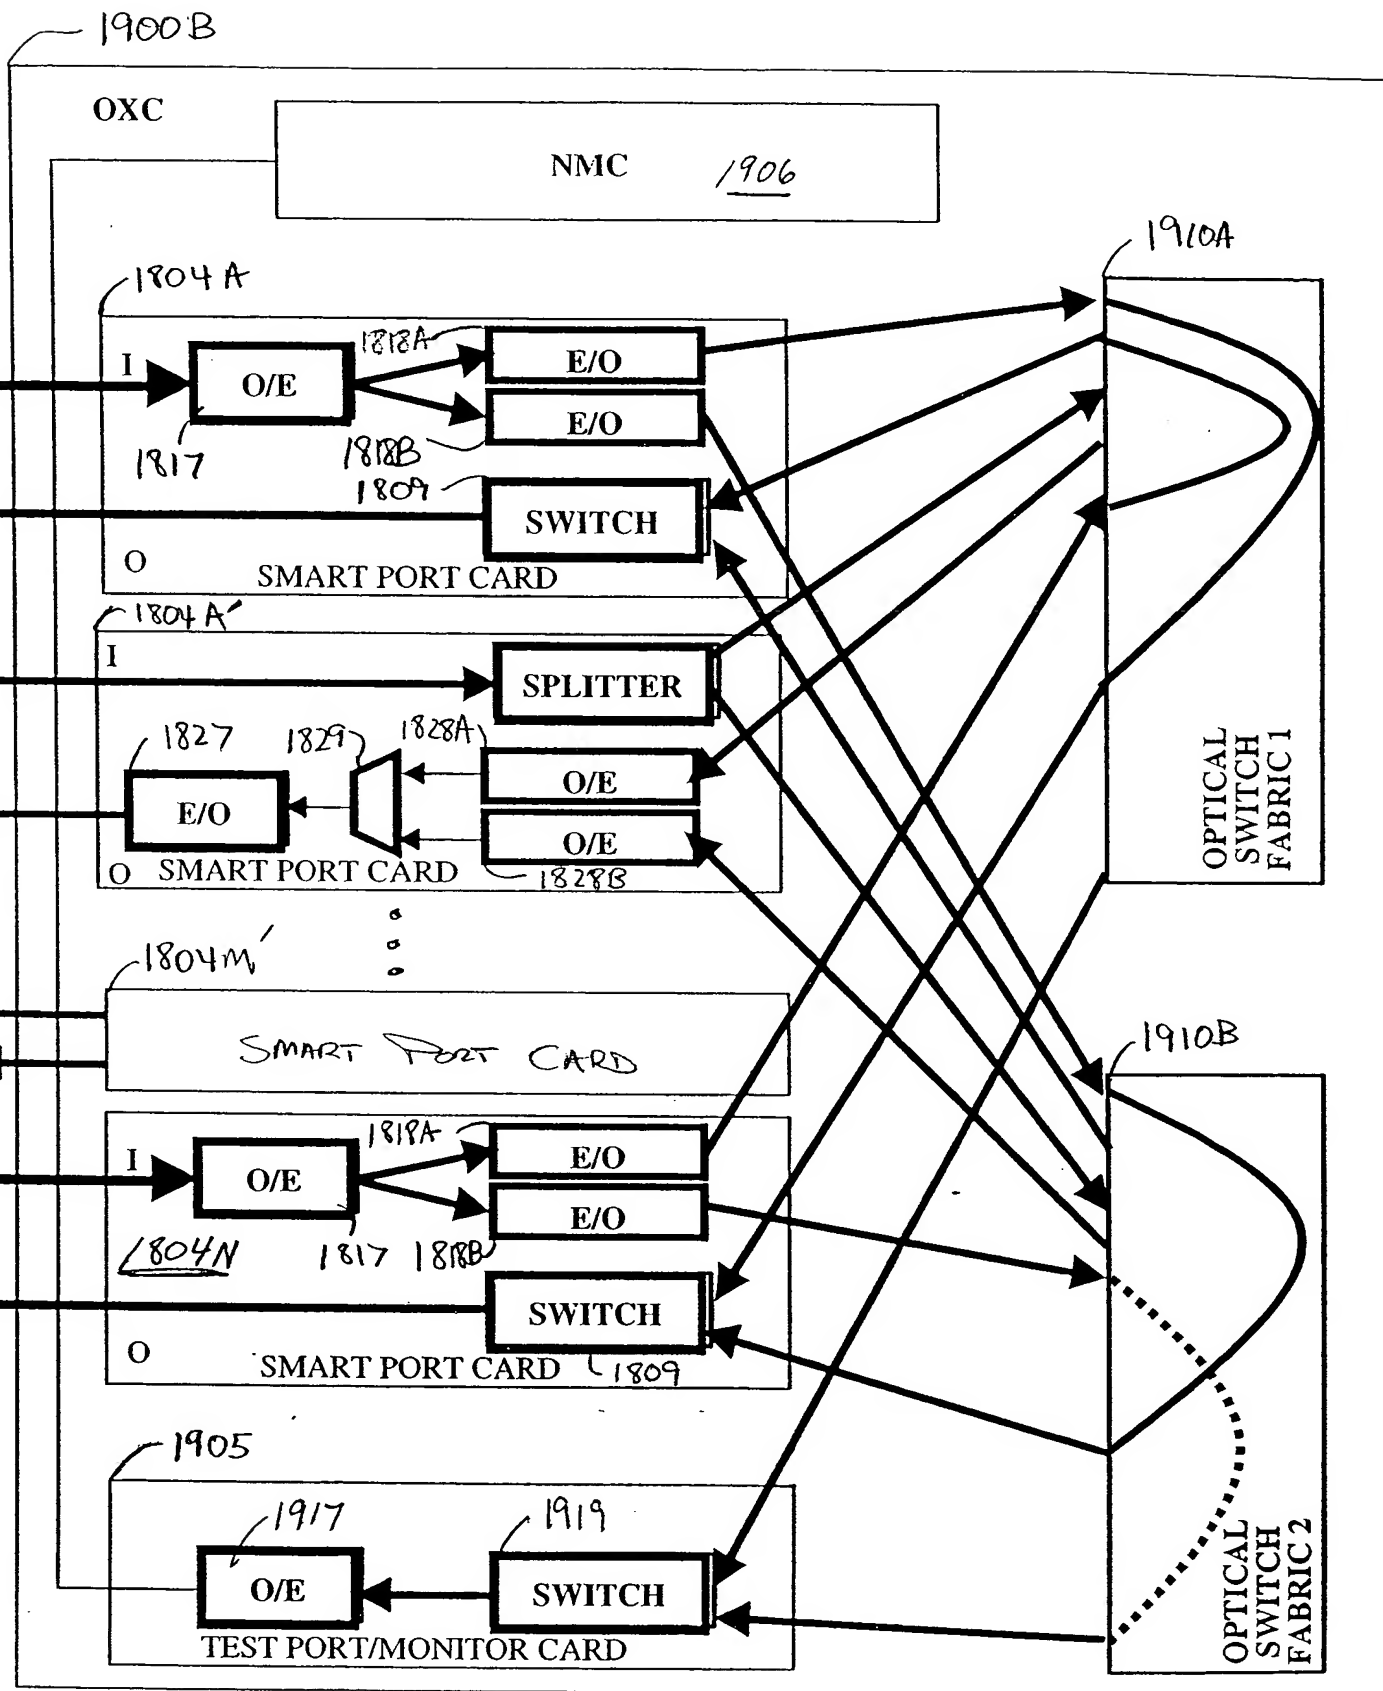 1900B
OXC
NMC 1906
1910A
1804A
I
O/E
1817
1818A
E/O
1818B
E/O
1809
SWITCH
O
SMART PORT CARD
1804A'
I
SPLITTER
1827
1829
1828A
E/O
O/E
O/E
1828B
O
SMART PORT CARD
OPTICAL
SWITCH
FABRIC 1
1804M'
SMART PORT CARD
1910B
I
O/E
1817
1818A
E/O
1818B
E/O
1804N
SWITCH
O
SMART PORT CARD
1809
1905
1917
1919
O/E
SWITCH
TEST PORT/MONITOR CARD
OPTICAL
SWITCH
FABRIC 2